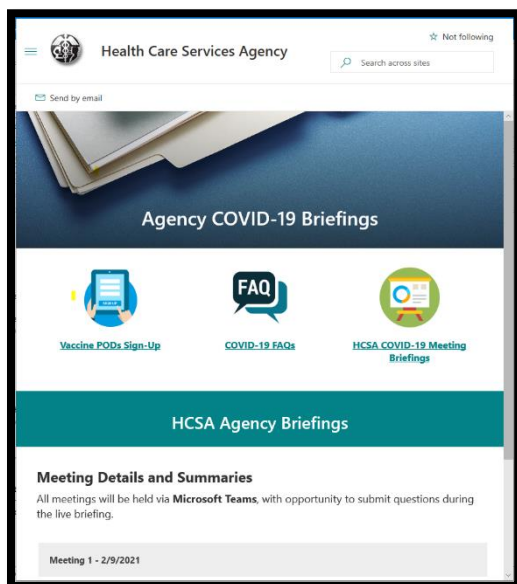 Not following
Health Care Services Agency
Search across sites
Send by email
Agency COVID-19 Briefings
FAQ
Vaccine PODs Sign-Up
COVID-19 FAQs
HCSA COVID-19 Meeting
Briefings
HCSA Agency Briefings
Meeting Details and Summaries
All meetings will be held via Microsoft Teams, with opportunity to submit questions during
the live briefing.
Meeting 1 - 2/9/2021